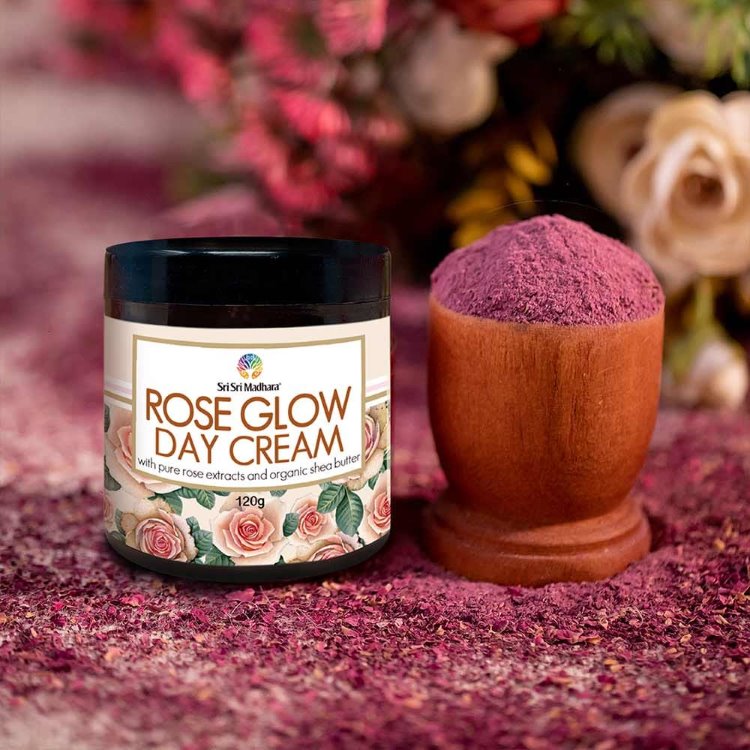 Sri Sri Madhara®
ROSE GLOW
DAY CREAM
with pure rose extracts and organic shea butter
120g